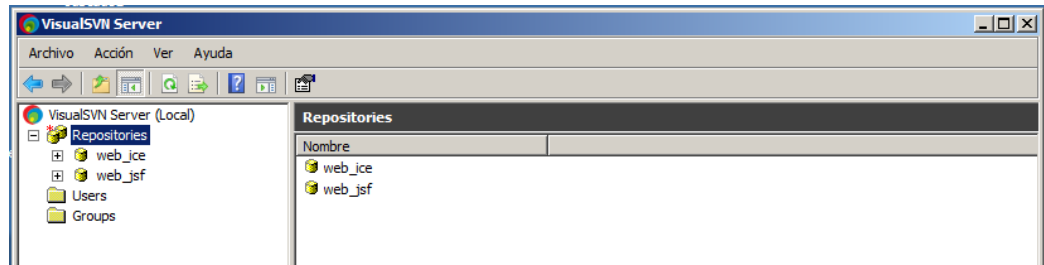 VisualSVN Server
Archivo Acción Ver Ayuda
VisualSVN Server (Local)
Repositories
web_ice
web_jsf
Users
Groups
Repositories
Nombre
web_ice
web_jsf